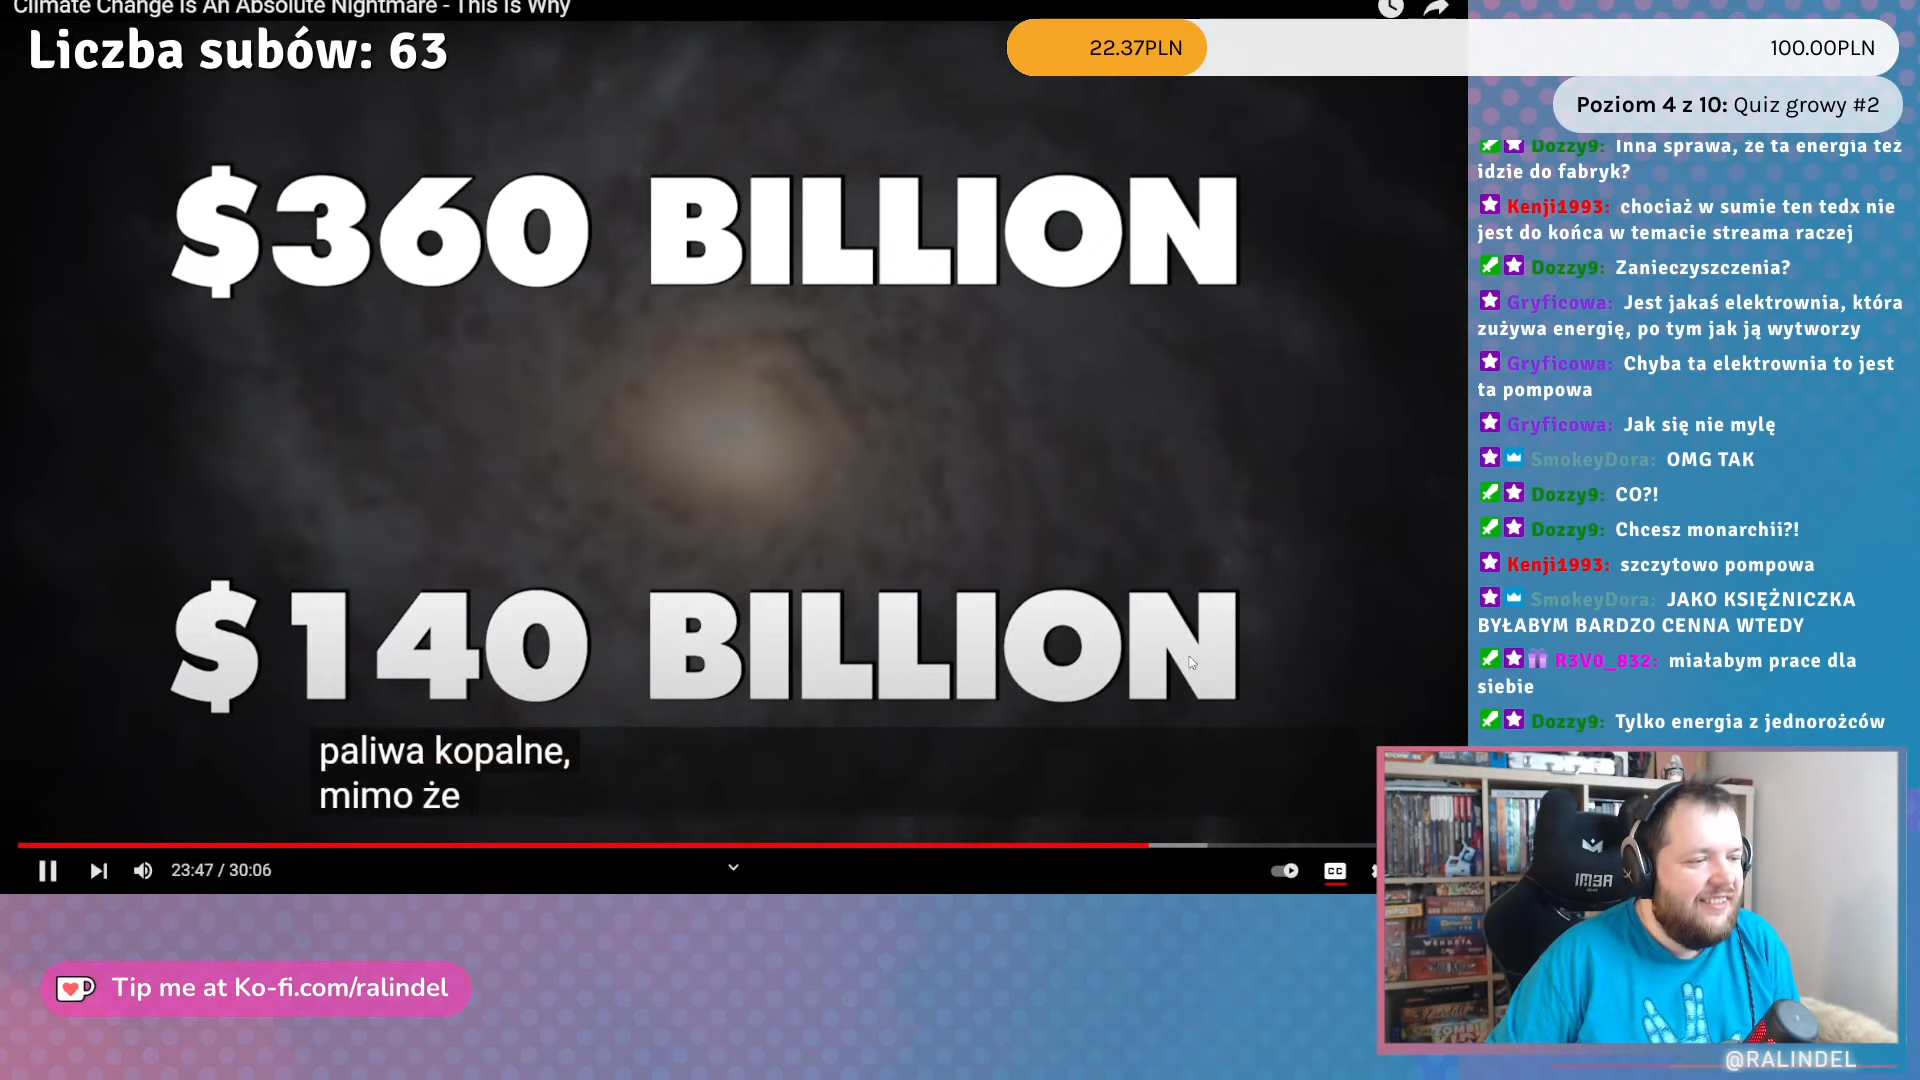 Climate Change Is An Absolute Nightmare - This Is Why
Liczba subów: 63
22.37PLN
100.00PLN
Poziom 4 z 10: Quiz growy #2
$360 BILLION
$140 BILLION
paliwa kopalne,
mimo że
23:47 / 30:06
CC
Dozzy9: Inna sprawa, że ta energia też
idzie do fabryk?
Kenji1993: chociaż w sumie ten tedx nie
jest do końca w temacie streama raczej
Dozzy9: Zanieczyszczenia?
Gryficowa: Jest jakaś elektrownia, która
zużywa energię, po tym jak ją wytworzy
Gryficowa: Chyba ta elektrownia to jest
ta pompowa
Gryficowa: Jak się nie mylę
SmokeyDora: OMG TAK
Dozzy9: CO?!
Dozzy9: Chcesz monarchii?!
Kenji1993: szczytowo pompowa
SmokeyDora: JAKO KSIĘŻNICZKA
BYŁABYM BARDZO CENNA WTEDY
R3V0_832: miałabym prace dla
siebie
Dozzy9: Tylko energia z jednorożców
IM3A
WENDETA
Tip me at Ko-fi.com/ralindel
@RALINDEL